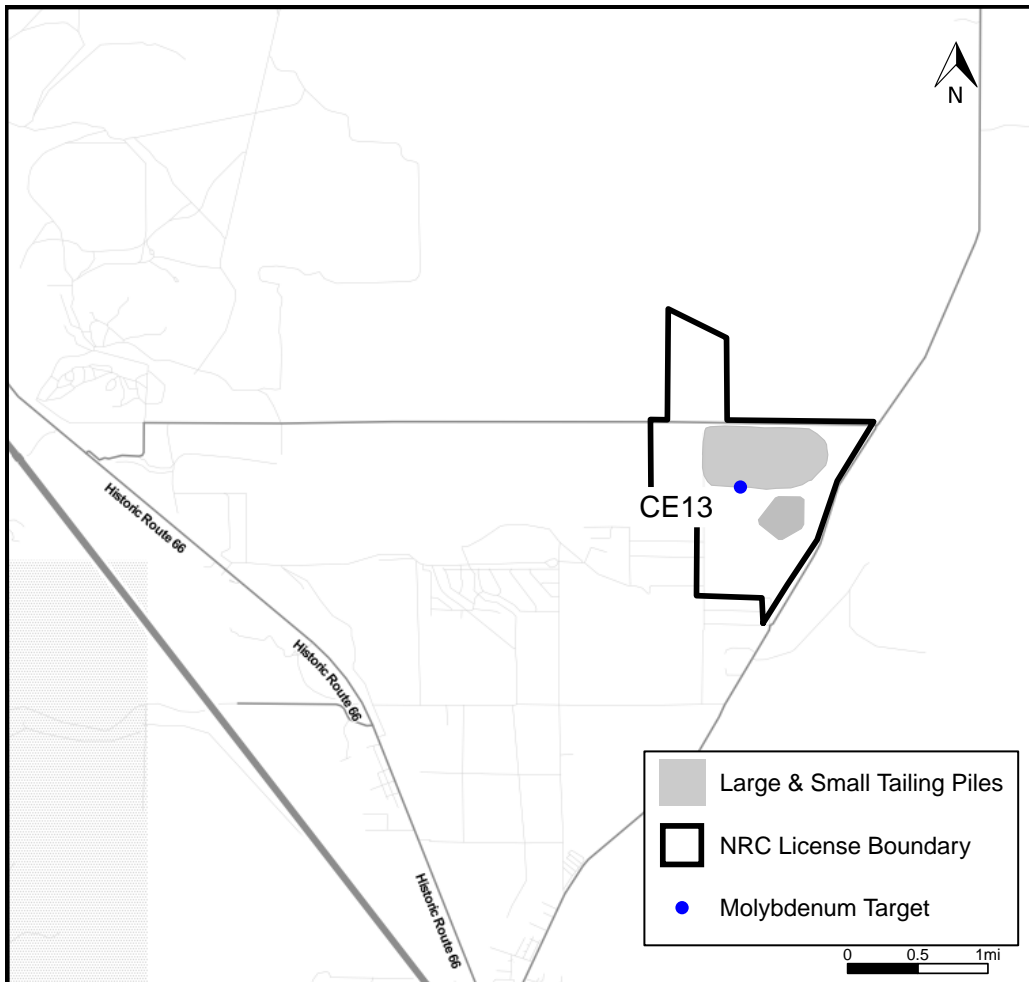 N
CE13
Historic Route 66
Historic Route 66
Historic Route 66
Large & Small Tailing Piles
NRC License Boundary
Molybdenum Target
0 0.5 1mi